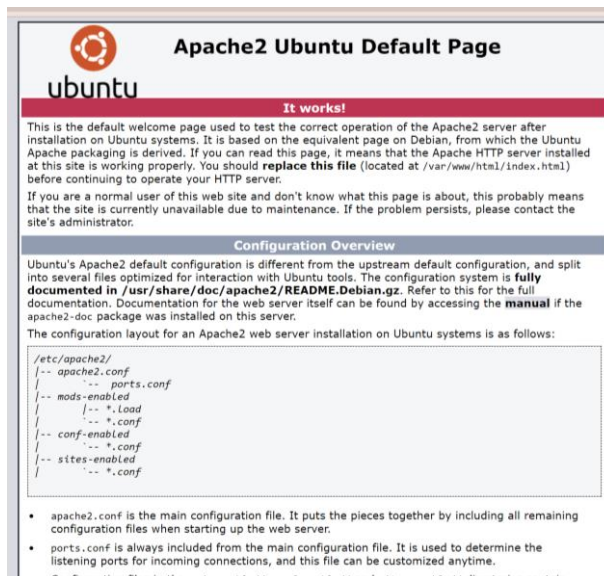 ubuntu
Apache2 Ubuntu Default Page
It works!
This is the default welcome page used to test the correct operation of the Apache2 server after
installation on Ubuntu systems. It is based on the equivalent page on Debian, from which the Ubuntu
Apache packaging is derived. If you can read this page, it means that the Apache HTTP server installed
at this site is working properly. You should replace this file (located at /var/www/html/index.html)
before continuing to operate your HTTP server.
If you are a normal user of this web site and don't know what this page is about, this probably means
that the site is currently unavailable due to maintenance. If the problem persists, please contact the
site's administrator.
Configuration Overview
Ubuntu's Apache2 default configuration is different from the upstream default configuration, and split
into several files optimized for interaction with Ubuntu tools. The configuration system is fully
documented in /usr/share/doc/apache2/README.Debian.gz. Refer to this for the full
documentation. Documentation for the web server itself can be found by accessing the manual if the
apache2-doc package was installed on this server.
The configuration layout for an Apache2 web server installation on Ubuntu systems is as follows:
/etc/apache2/
|-- apache2.conf
|       `--  ports.conf
|-- mods-enabled
|       |-- *.load
|       `-- *.conf
|-- conf-enabled
|       `-- *.conf
|-- sites-enabled
|       `-- *.conf
• apache2.conf is the main configuration file. It puts the pieces together by including all remaining
configuration files when starting up the web server.
• ports.conf is always included from the main configuration file. It is used to determine the
listening ports for incoming connections, and this file can be customized anytime.